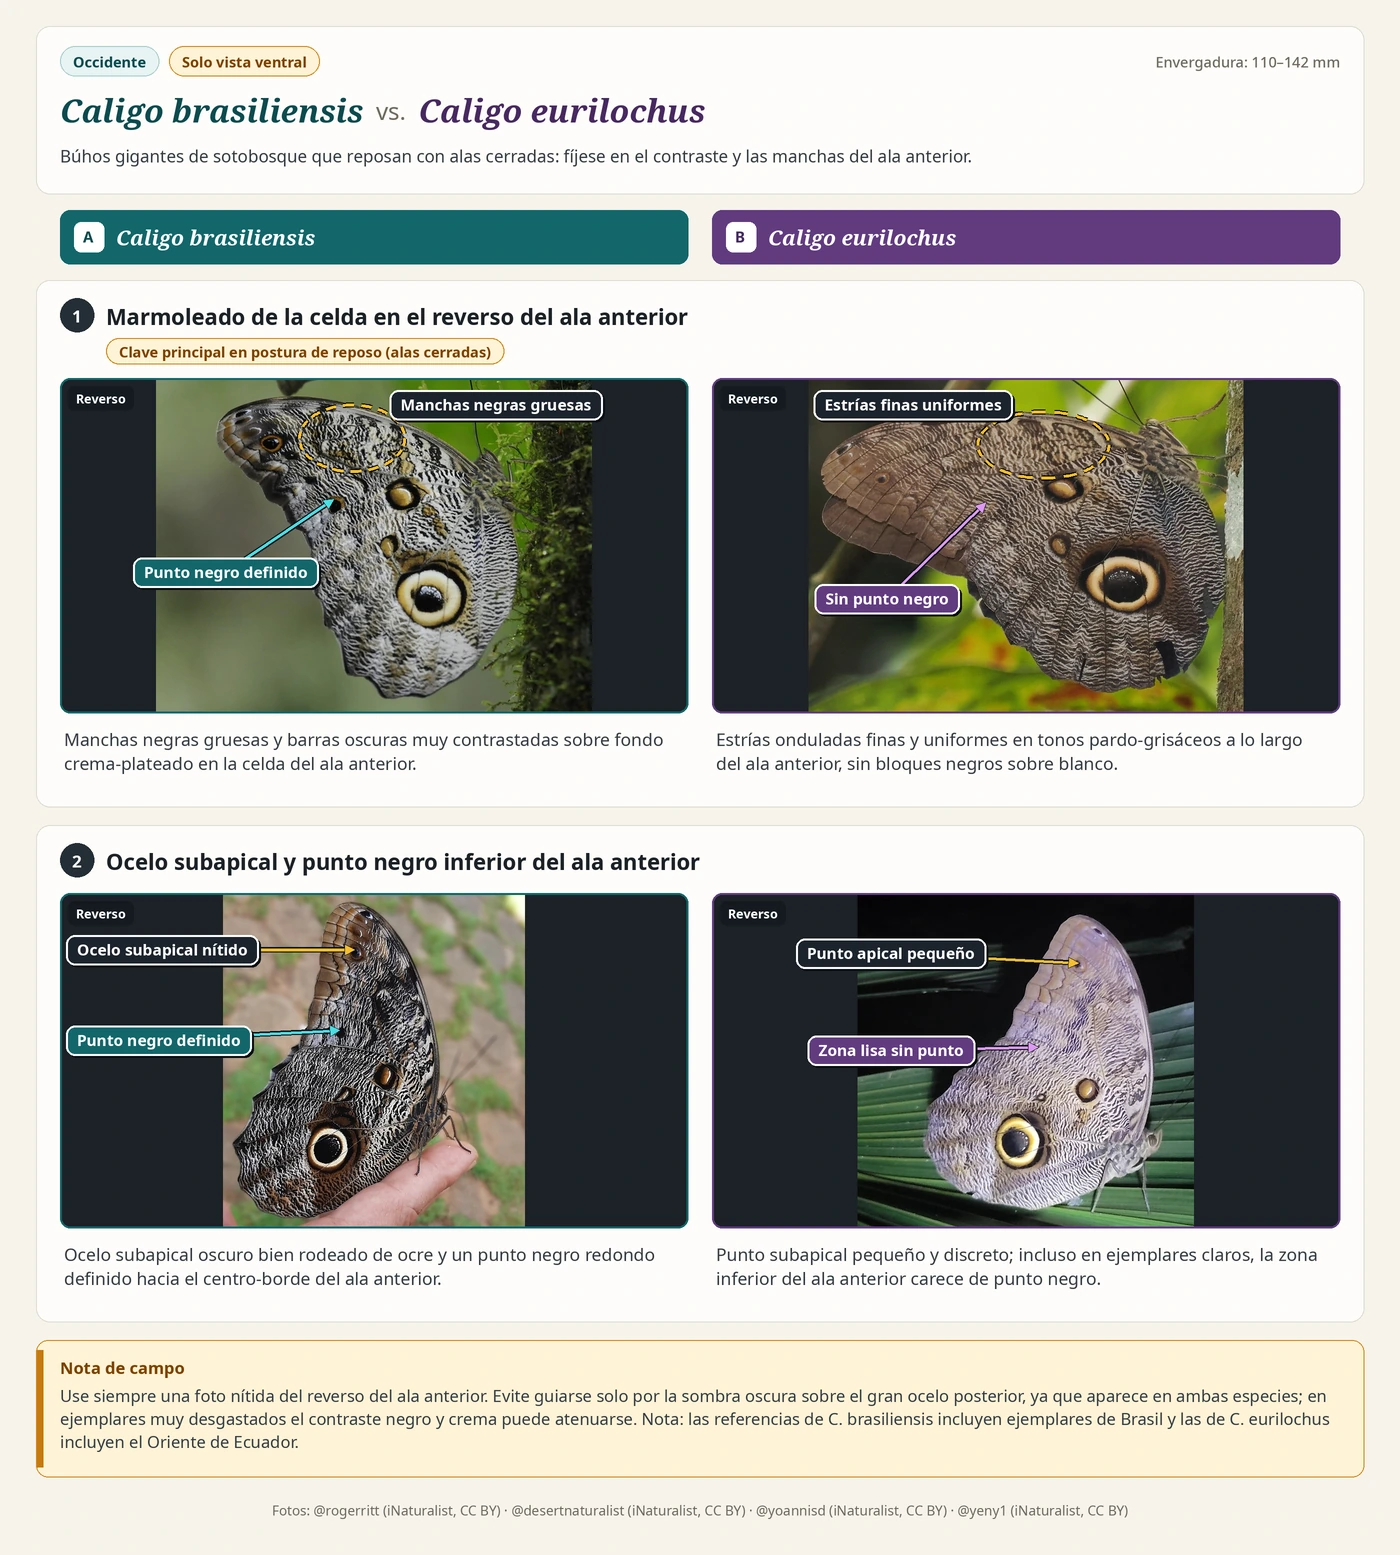 Occidente
Solo vista ventral
Envergadura: 110–142 mm
Caligo brasiliensis vs. Caligo eurilochus
Búhos gigantes de sotobosque que reposan con alas cerradas: fíjese en el contraste y las manchas del ala anterior.
A Caligo brasiliensis
B Caligo eurilochus
1 Marmoleado de la celda en el reverso del ala anterior
Clave principal en postura de reposo (alas cerradas)
Reverso
Manchas negras gruesas
Punto negro definido
Reverso
Estrías finas uniformes
Sin punto negro
Manchas negras gruesas y barras oscuras muy contrastadas sobre fondo
crema-plateado en la celda del ala anterior.
Estrías onduladas finas y uniformes en tonos pardo-grisáceos a lo largo
del ala anterior, sin bloques negros sobre blanco.
2 Ocelo subapical y punto negro inferior del ala anterior
Reverso
Ocelo subapical nítido
Punto negro definido
Reverso
Punto apical pequeño
Zona lisa sin punto
Ocelo subapical oscuro bien rodeado de ocre y un punto negro redondo
definido hacia el centro-borde del ala anterior.
Punto subapical pequeño y discreto; incluso en ejemplares claros, la zona
inferior del ala anterior carece de punto negro.
Nota de campo
Use siempre una foto nítida del reverso del ala anterior. Evite guiarse solo por la sombra oscura sobre el gran ocelo posterior, ya que aparece en ambas especies; en
ejemplares muy desgastados el contraste negro y crema puede atenuarse. Nota: las referencias de C. brasiliensis incluyen ejemplares de Brasil y las de C. eurilochus
incluyen el Oriente de Ecuador.
Fotos: @rogerritt (iNaturalist, CC BY) · @desertnaturalist (iNaturalist, CC BY) · @yoannisd (iNaturalist, CC BY) · @yeny1 (iNaturalist, CC BY)